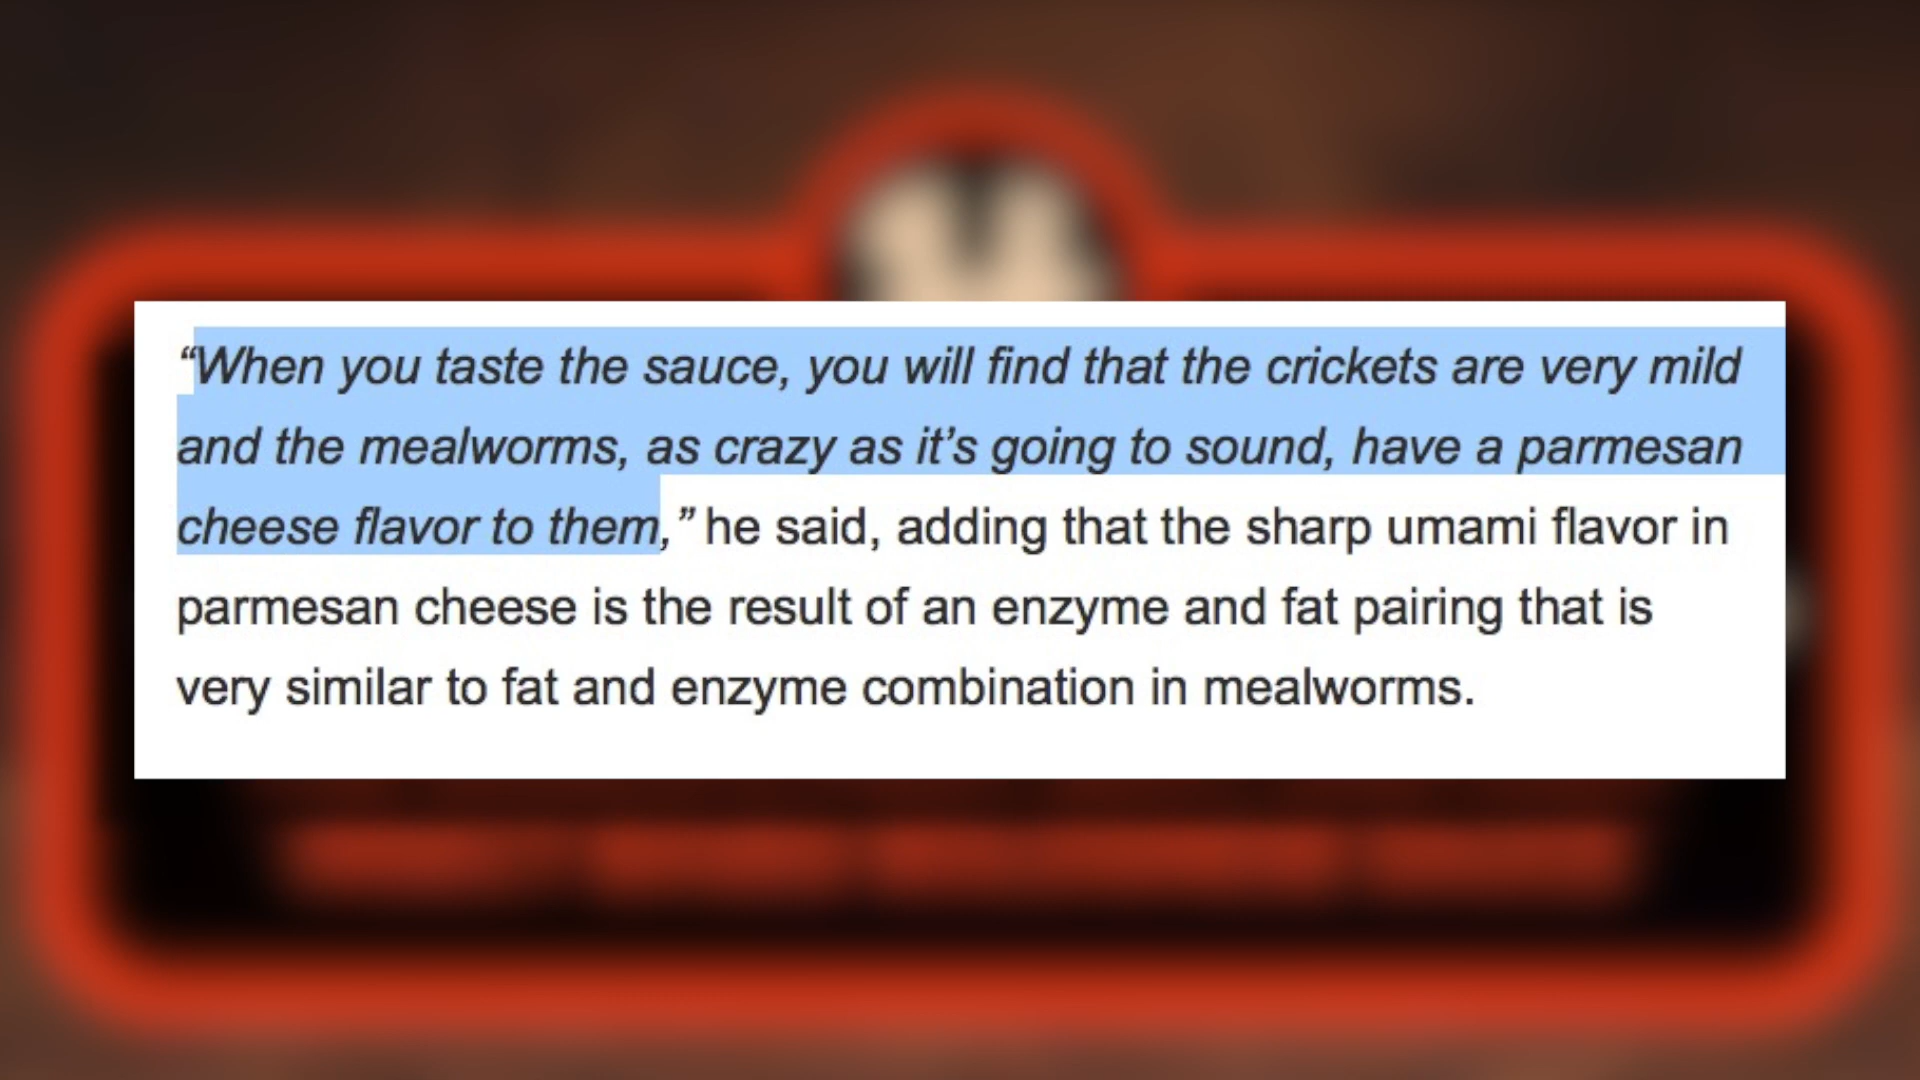 “When you taste the sauce, you will find that the crickets are very mild
and the mealworms, as crazy as it’s going to sound, have a parmesan
cheese flavor to them,” he said, adding that the sharp umami flavor in
parmesan cheese is the result of an enzyme and fat pairing that is
very similar to fat and enzyme combination in mealworms.